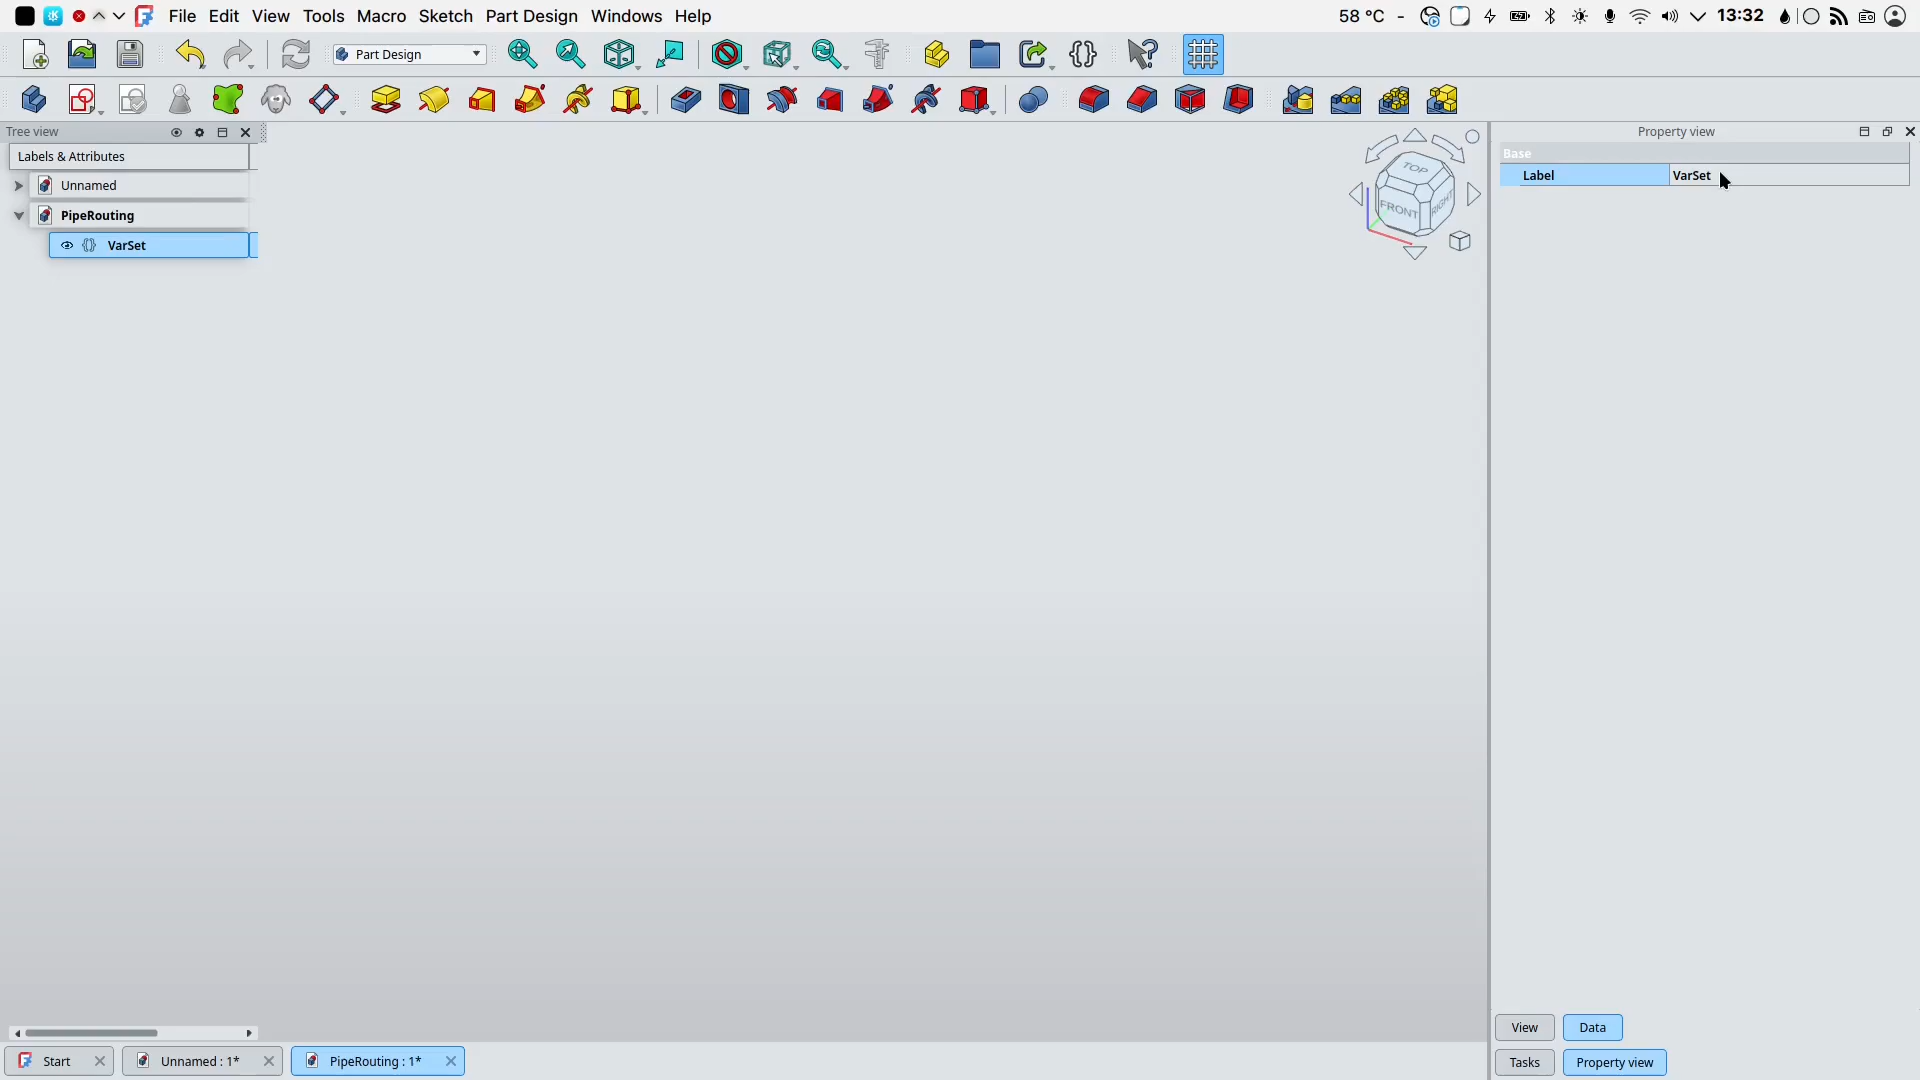 File Edit View Tools Macro Sketch Part Design Windows Help 58 °C - 13:32
Part Design
Tree view Property view
Labels & Attributes
Base
Label VarSet
Unnamed
PipeRouting
VarSet
TOP
FRONT RIGHT
View Data
Start Unnamed : 1* PipeRouting : 1* Tasks Property view